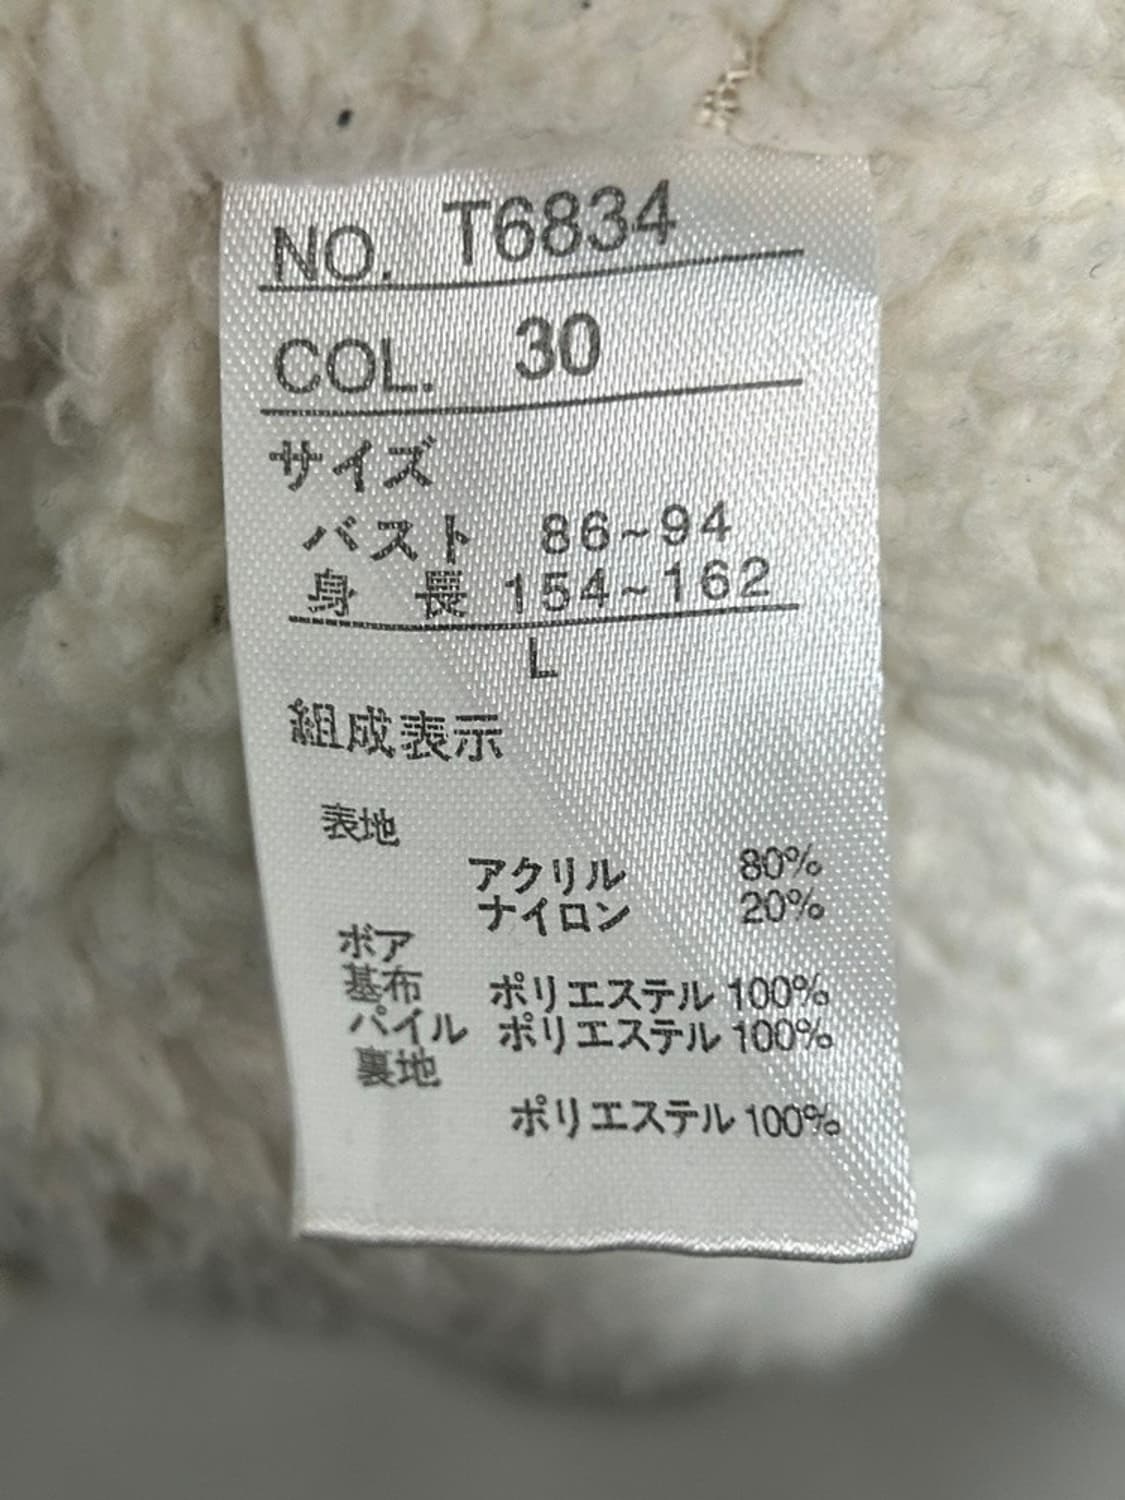 NO. T6834
COL. 30
サイズ
バスト 86~94
身長 154~162
L
組成表示
表地
アクリル 80%
ナイロン 20%
ボア
基布 ポリエステル 100%
パイル ポリエステル 100%
裏地
ポリエステル 100%